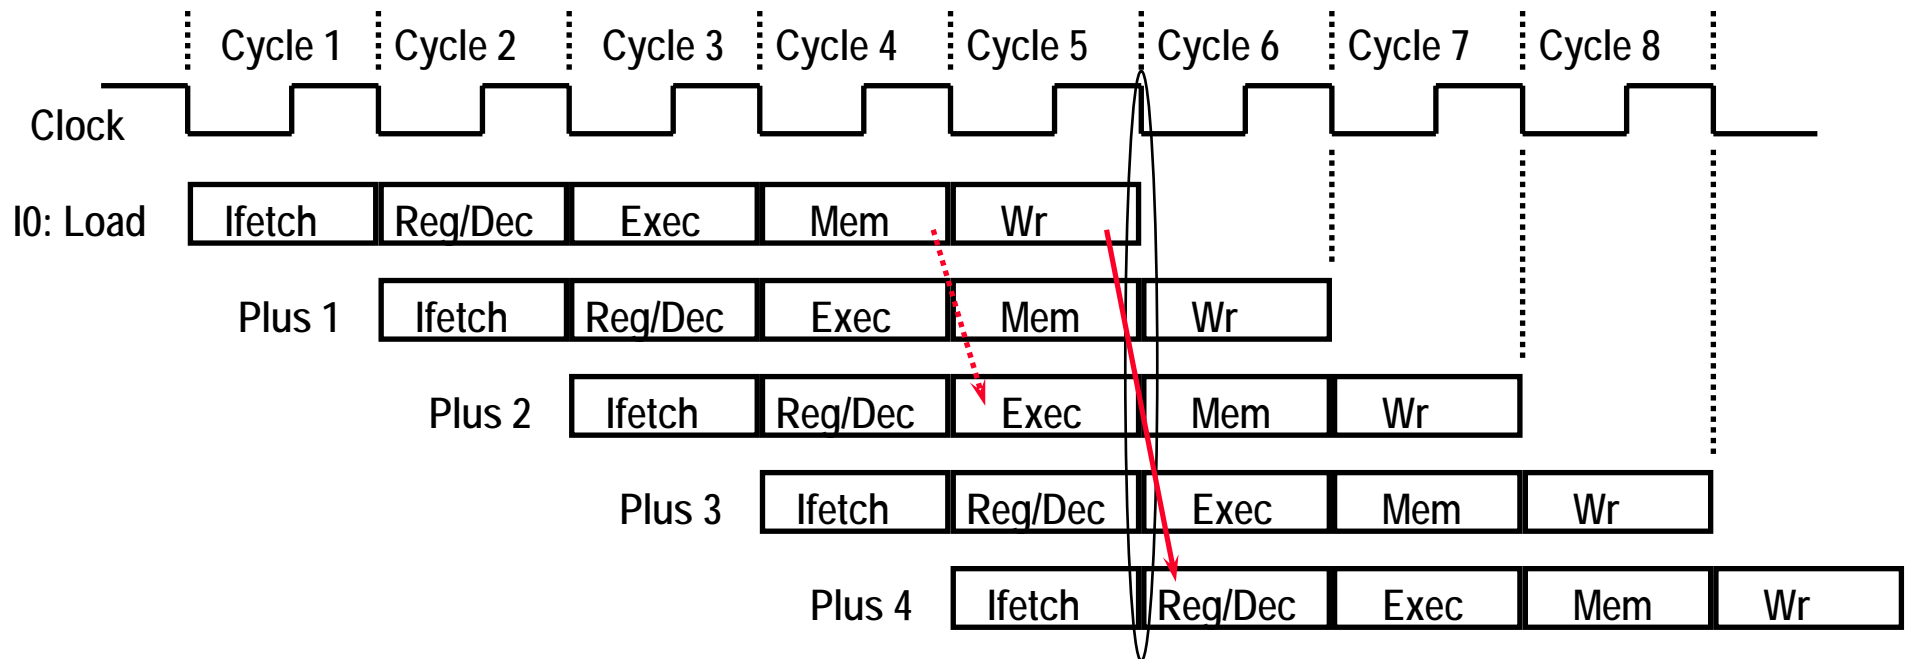 Cycle 1 Cycle 2 Cycle 3 Cycle 4 Cycle 5 Cycle 6 Cycle 7 Cycle 8
Clock
I0: Load Ifetch Reg/Dec Exec Mem Wr
Plus 1 Ifetch Reg/Dec Exec Mem Wr
Plus 2 Ifetch Reg/Dec Exec Mem Wr
Plus 3 Ifetch Reg/Dec Exec Mem Wr
Plus 4 Ifetch Reg/Dec Exec Mem Wr